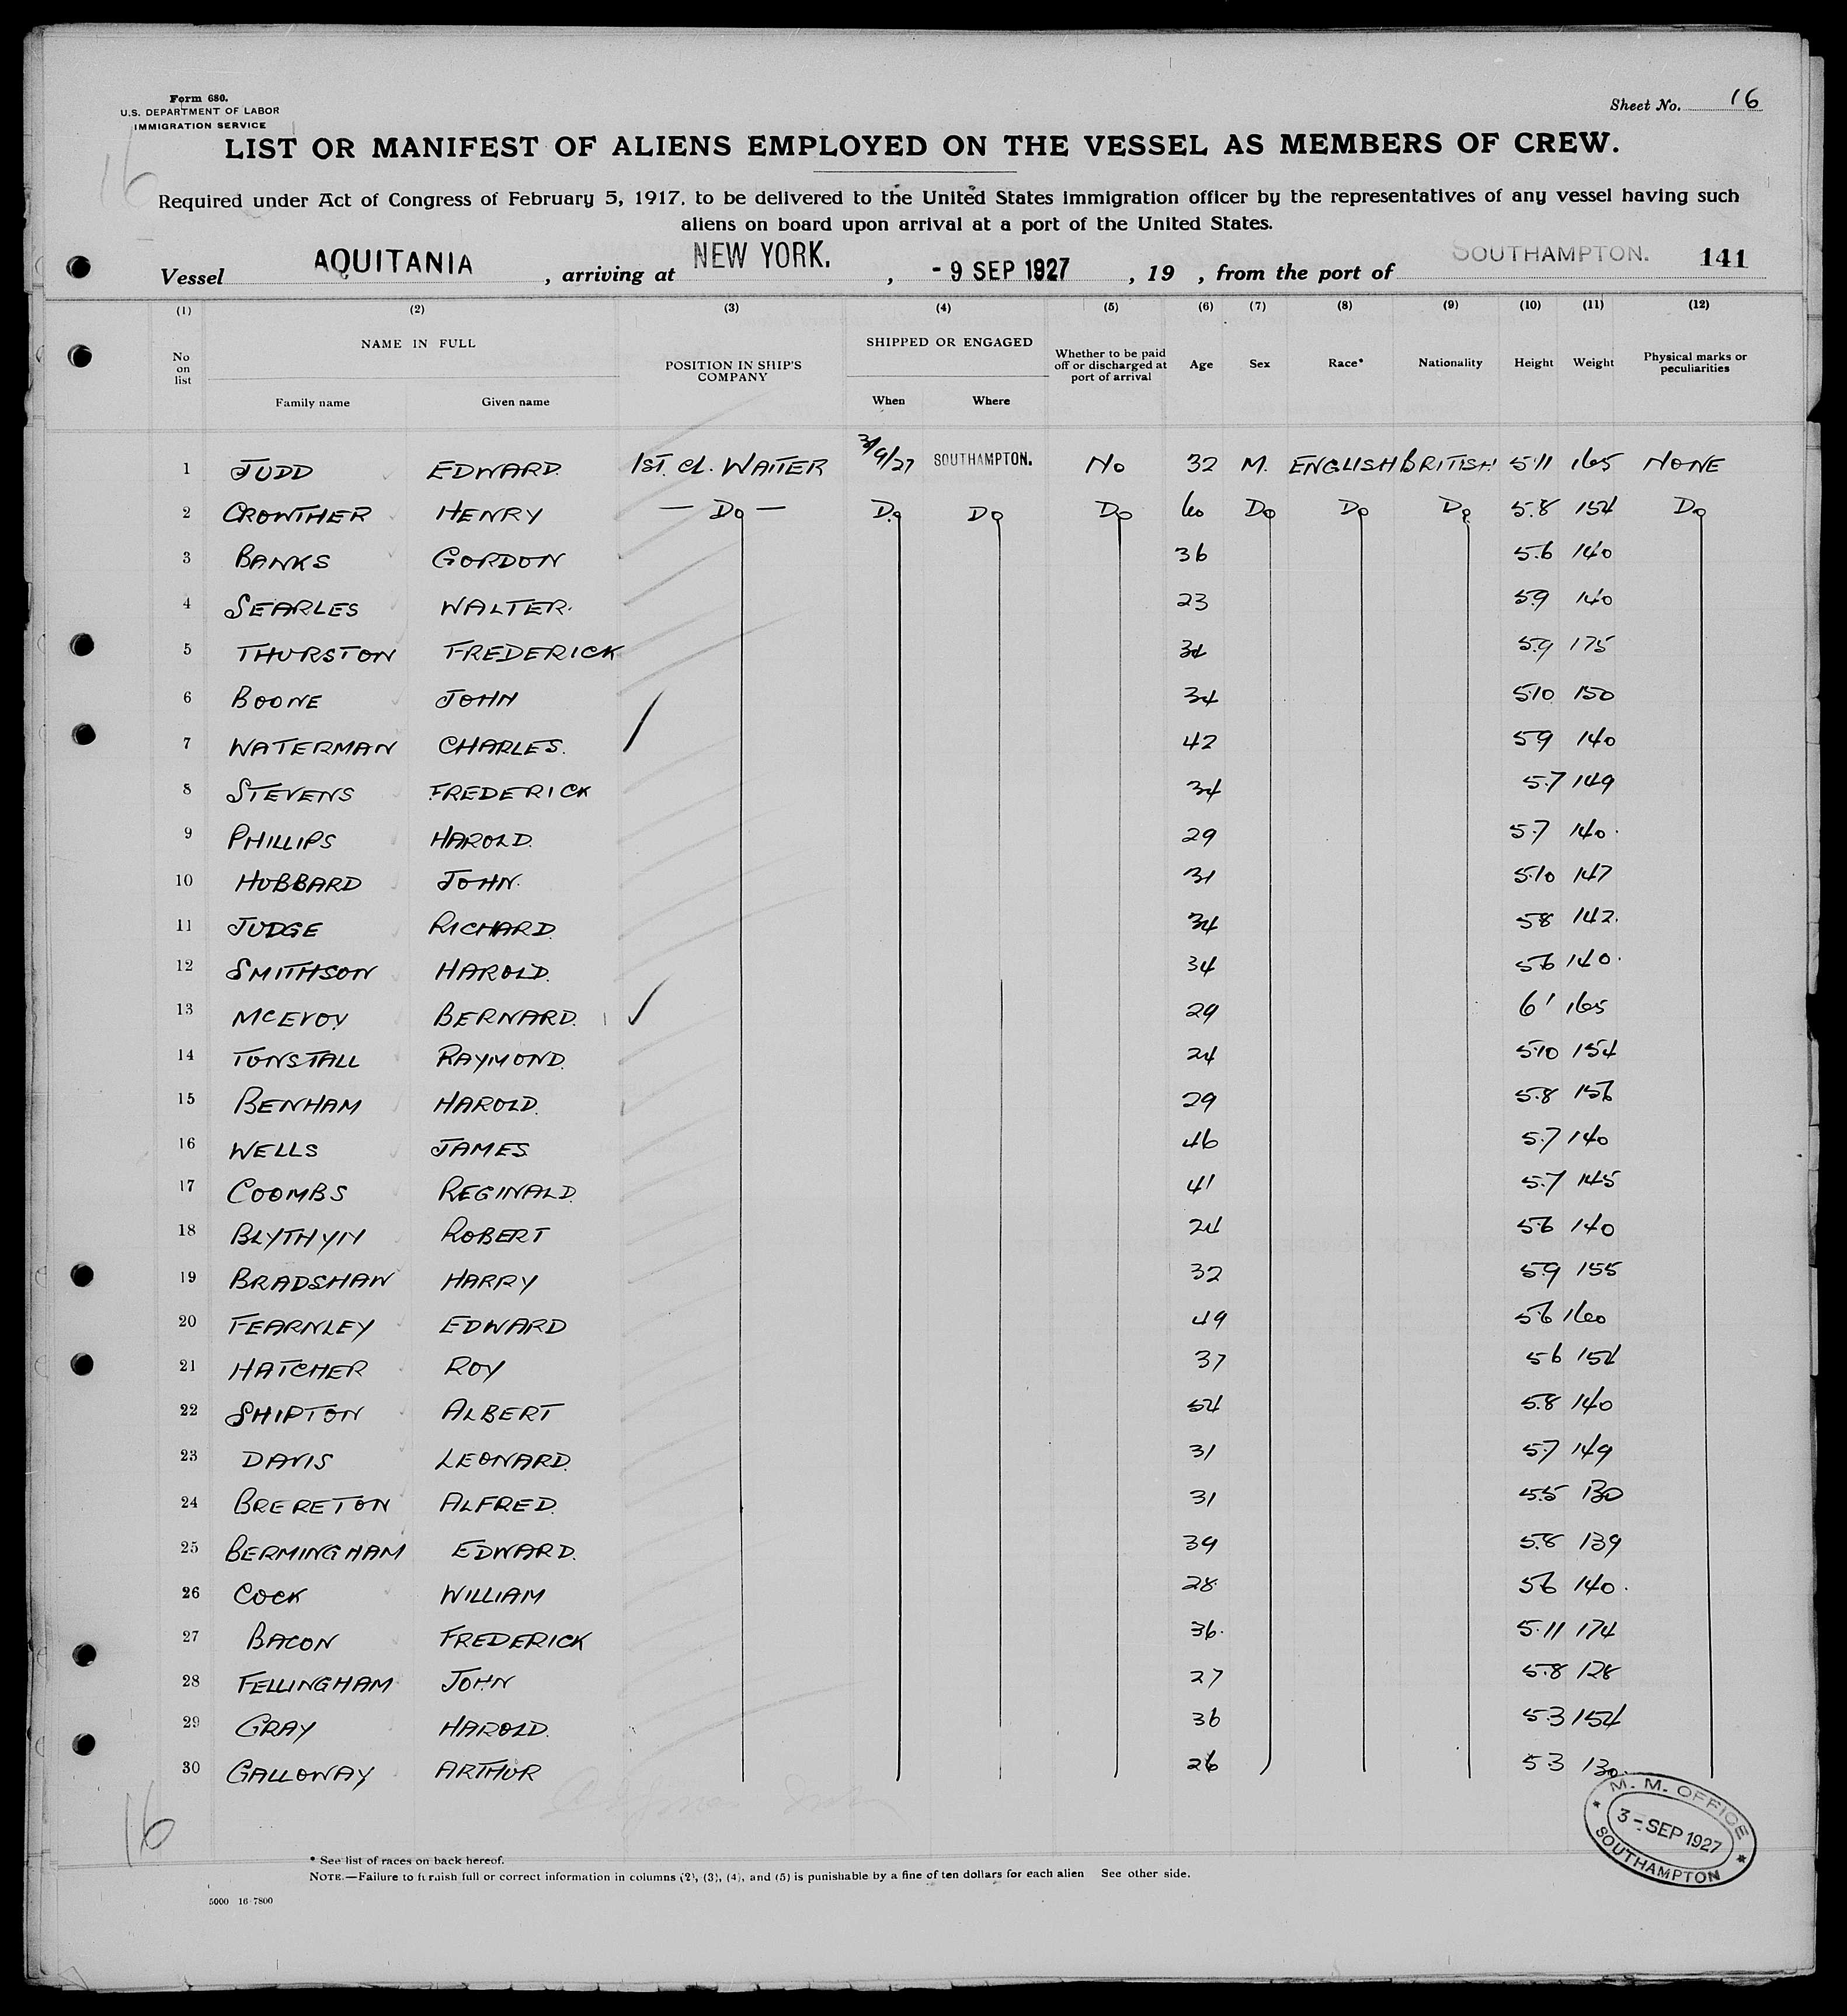 Form 680.
U.S. DEPARTMENT OF LABOR
IMMIGRATION SERVICE
Sheet No. 16
16
LIST OR MANIFEST OF ALIENS EMPLOYED ON THE VESSEL AS MEMBERS OF CREW.
Required under Act of Congress of February 5, 1917, to be delivered to the United States immigration officer by the representatives of any vessel having such
aliens on board upon arrival at a port of the United States.
Vessel AQUITANIA, arriving at NEW YORK., - 9 SEP 1927, 19 , from the port of SOUTHAMPTON. 141
(1) (2) (3) (4) (5) (6) (7) (8) (9) (10) (11) (12)
No on list NAME IN FULL Family name Given name POSITION IN SHIP'S COMPANY SHIPPED OR ENGAGED When Where Whether to be paid off or discharged at port of arrival Age Sex Race* Nationality Height Weight Physical marks or peculiarities
1 JUDD EDWARD. 1ST. CL. WAITER 3/9/27 SOUTHAMPTON. No 32 M. ENGLISH BRITISH 5.11 165 NONE
2 CROWTHER HENRY — Do — Do Do Do 60 Do Do Do 5.8 154 Do
3 BANKS GORDON 36 5.6 140
4 SEARLES WALTER. 23 5.9 140
5 THURSTON FREDERICK 34 5.9 175
6 BOONE JOHN 34 5.10 150
7 WATERMAN CHARLES. 42 5.9 140
8 STEVENS FREDERICK 34 5.7 149
9 PHILLIPS HAROLD. 29 5.7 140.
10 HUBBARD JOHN. 31 5.10 147
11 JUDGE RICHARD. 34 5.8 142.
12 SMITHSON HAROLD. 34 5.6 140.
13 MCEVOY BERNARD. 29 6' 165
14 TUNSTALL RAYMOND. 24 5.10 154
15 BENHAM HAROLD. 29 5.8 156
16 WELLS JAMES 46 5.7 140
17 COOMBS REGINALD. 41 5.7 145
18 BLYTHYN ROBERT 24 5.6 140
19 BRADSHAW HARRY 32 5.9 155
20 FEARNLEY EDWARD 49 5.6 160
21 HATCHER ROY 37 5.6 154
22 SHIPTON ALBERT 54 5.8 140
23 DAVIS LEONARD. 31 5.7 149
24 BRERETON ALFRED. 31 5.5 130
25 BERMINGHAM EDWARD. 39 5.8 139
26 COCK WILLIAM 28. 5.6 140.
27 BACON FREDERICK 36. 5.11 174
28 FELLINGHAM JOHN 27 5.8 128
29 GRAY HAROLD. 36 5.3 154
30 GALLOWAY ARTHUR 26 5.3 130.
16
M. M. OFFICE
3 - SEP 1927
SOUTHAMPTON
* See list of races on back hereof.
NOTE.—Failure to furnish full or correct information in columns (2), (3), (4), and (5) is punishable by a fine of ten dollars for each alien See other side.
5000 16-7800